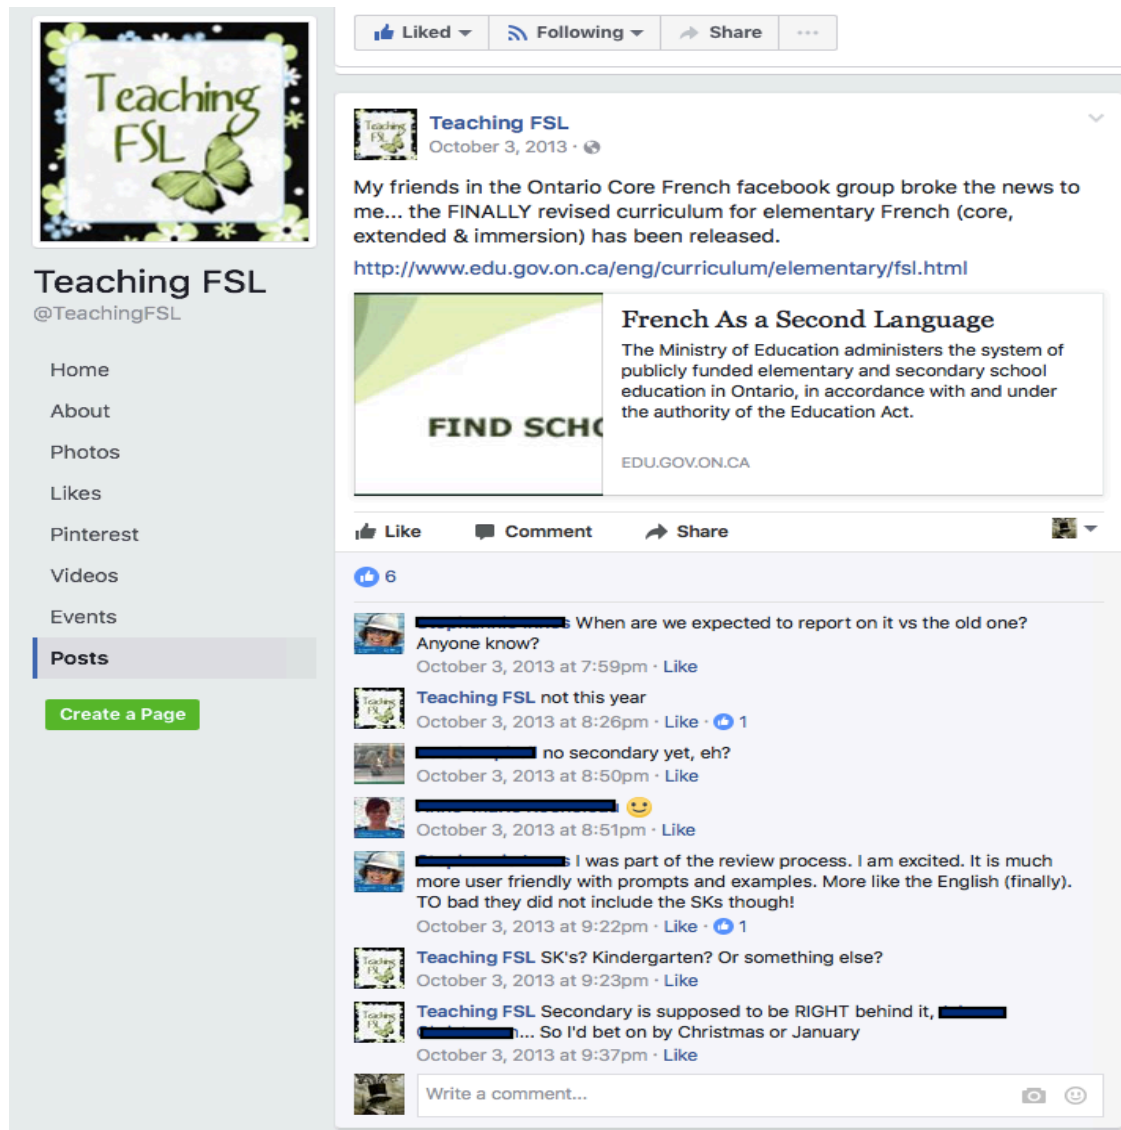 Teaching
FSL
Teaching FSL
@TeachingFSL
Home
About
Photos
Likes
Pinterest
Videos
Events
Posts
Create a Page
Liked
Following
Share
Teaching
FSL
Teaching FSL
October 3, 2013 ·
My friends in the Ontario Core French facebook group broke the news to
me... the FINALLY revised curriculum for elementary French (core,
extended & immersion) has been released.
http://www.edu.gov.on.ca/eng/curriculum/elementary/fsl.html
FIND SCHO
French As a Second Language
The Ministry of Education administers the system of
publicly funded elementary and secondary school
education in Ontario, in accordance with and under
the authority of the Education Act.
EDU.GOV.ON.CA
Like Comment Share
6
When are we expected to report on it vs the old one?
Anyone know?
October 3, 2013 at 7:59pm · Like
Teaching FSL not this year
October 3, 2013 at 8:26pm · Like · 1
no secondary yet, eh?
October 3, 2013 at 8:50pm · Like
October 3, 2013 at 8:51pm · Like
I was part of the review process. I am excited. It is much
more user friendly with prompts and examples. More like the English (finally).
TO bad they did not include the SKs though!
October 3, 2013 at 9:22pm · Like · 1
Teaching FSL SK's? Kindergarten? Or something else?
October 3, 2013 at 9:23pm · Like
Teaching FSL Secondary is supposed to be RIGHT behind it,
... So I'd bet on by Christmas or January
October 3, 2013 at 9:37pm · Like
Write a comment...